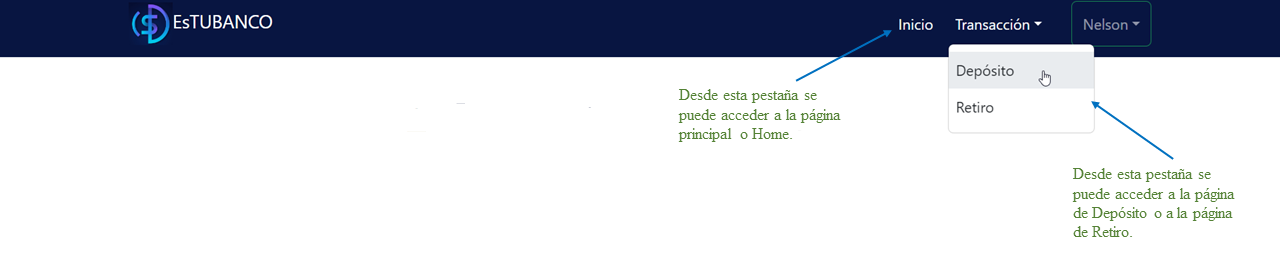 EsTUBANCO
Inicio
Transacción
Nelson
Depósito
Retiro
Desde esta pestaña se
puede acceder a la página
principal o Home.
Desde esta pestaña se
puede acceder a la página
de Depósito o a la página
de Retiro.